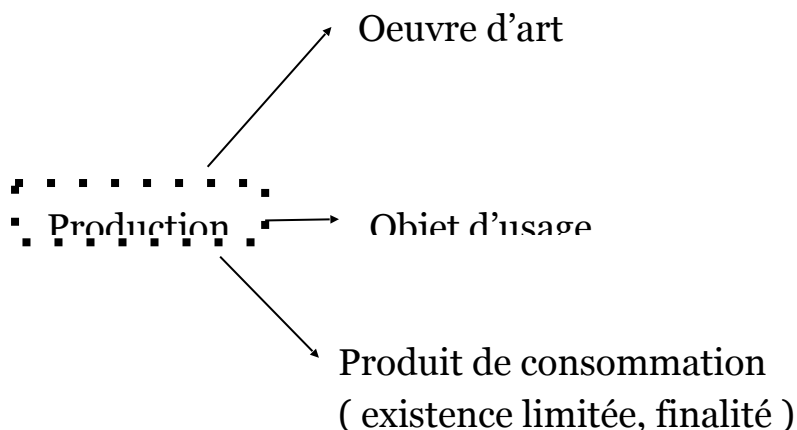 Oeuvre d'art
Production
Objet d'usage
Produit de consommation
( existence limitée, finalité )